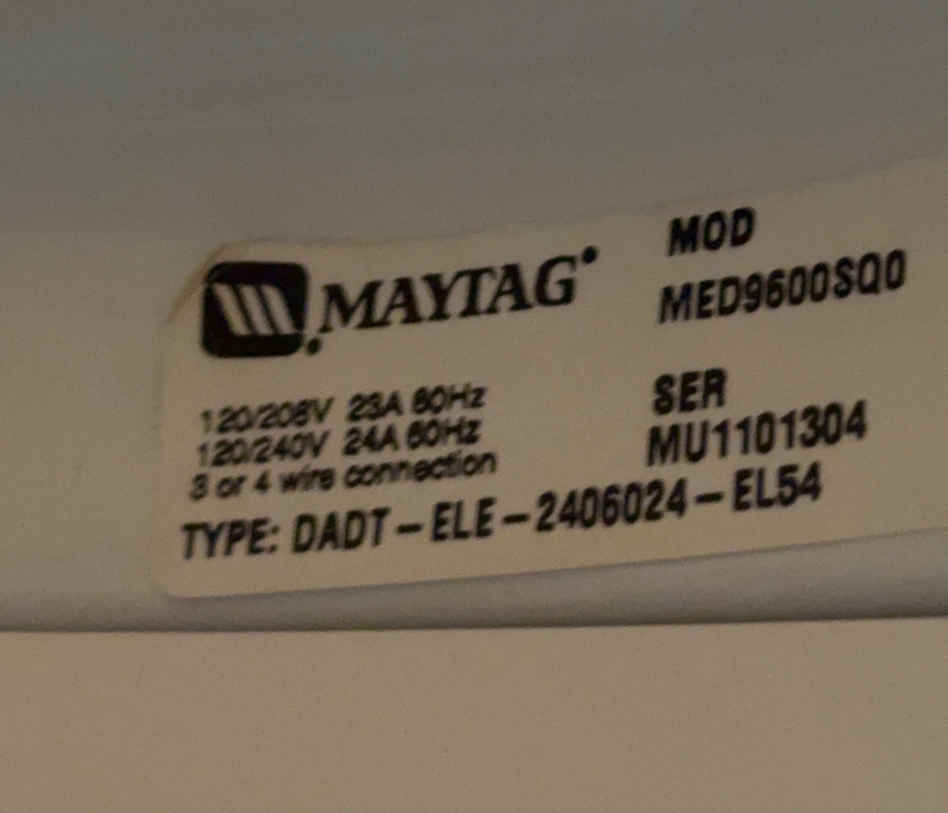 MAYTAG
MOD
MED9600SQ0
120/208V 23A 60Hz
120/240V 24A 60Hz
3 or 4 wire connection
SER
MU1101304
TYPE: DADT-ELE-2406024-EL54